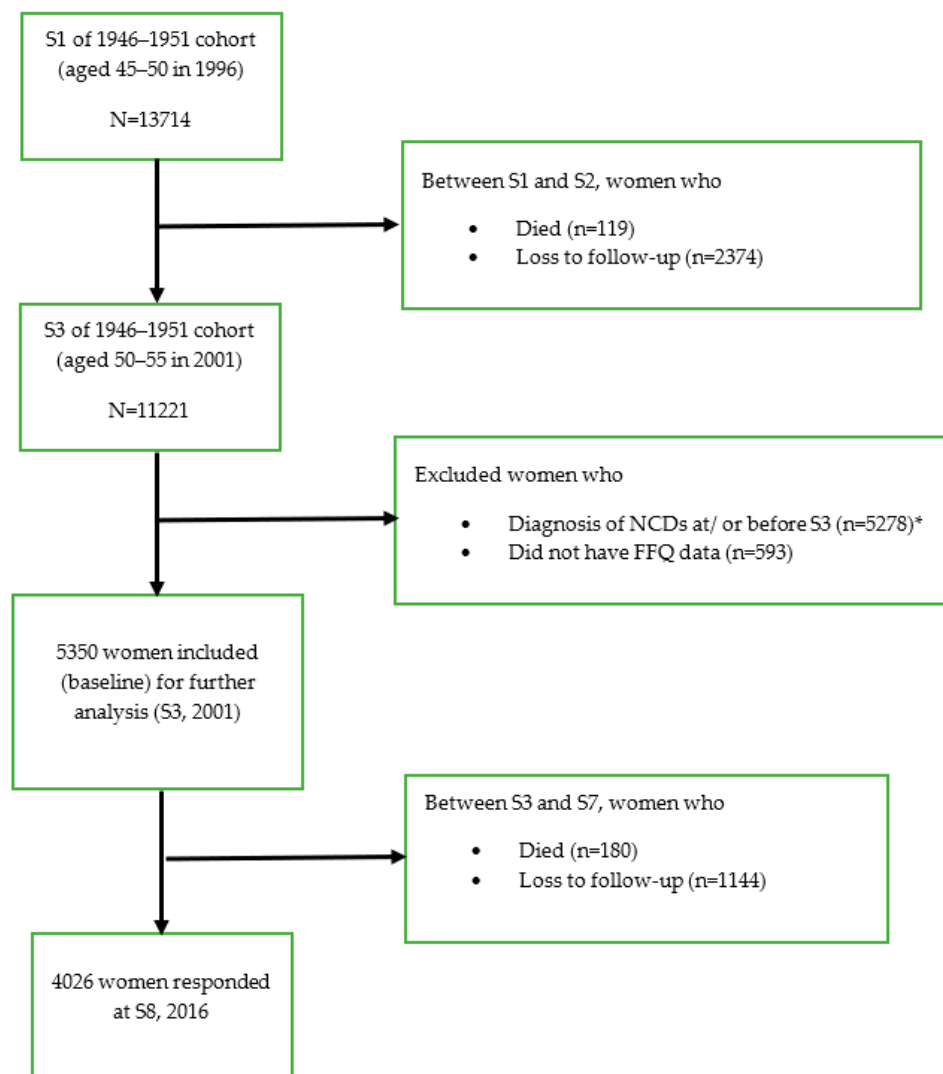 S1 of 1946–1951 cohort
(aged 45–50 in 1996)
N=13714
Between S1 and S2, women who
• Died (n=119)
• Loss to follow-up (n=2374)
S3 of 1946–1951 cohort
(aged 50–55 in 2001)
N=11221
Excluded women who
• Diagnosis of NCDs at/ or before S3 (n=5278)*
• Did not have FFQ data (n=593)
5350 women included
(baseline) for further
analysis (S3, 2001)
Between S3 and S7, women who
• Died (n=180)
• Loss to follow-up (n=1144)
4026 women responded
at S8, 2016